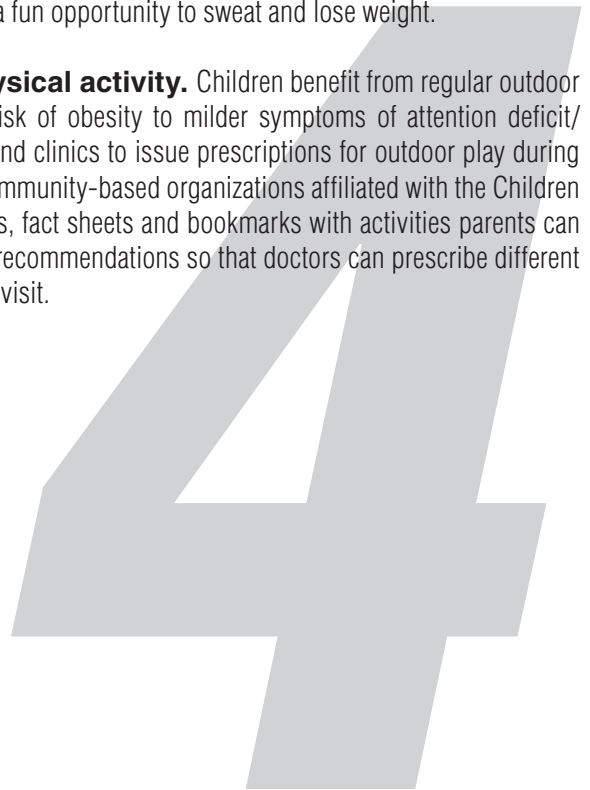 a fun opportunity to sweat and lose weight.
ysical activity. Children benefit from regular outdoor
isk of obesity to milder symptoms of attention deficit/
nd clinics to issue prescriptions for outdoor play during
mmunity-based organizations affiliated with the Children
s, fact sheets and bookmarks with activities parents can
recommendations so that doctors can prescribe different
visit.
4